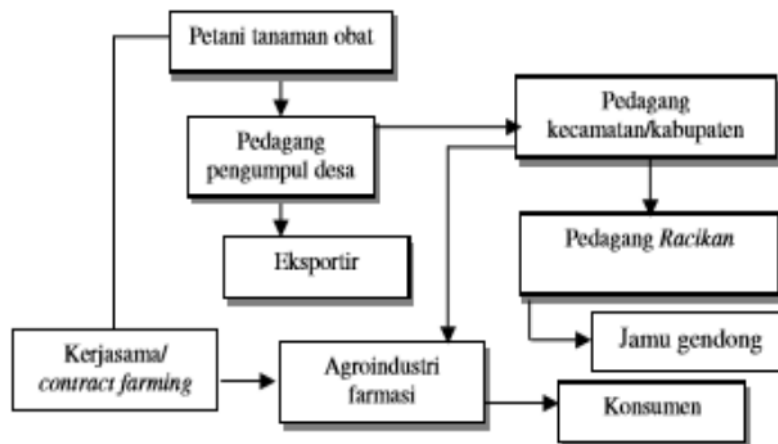 Petani tanaman obat
Pedagang
pengumpul desa
Pedagang
kecamatan/kabupaten
Eksportir
Pedagang Racikan
Kerjasama/
contract farming
Agroindustri
farmasi
Jamu gendong
Konsumen